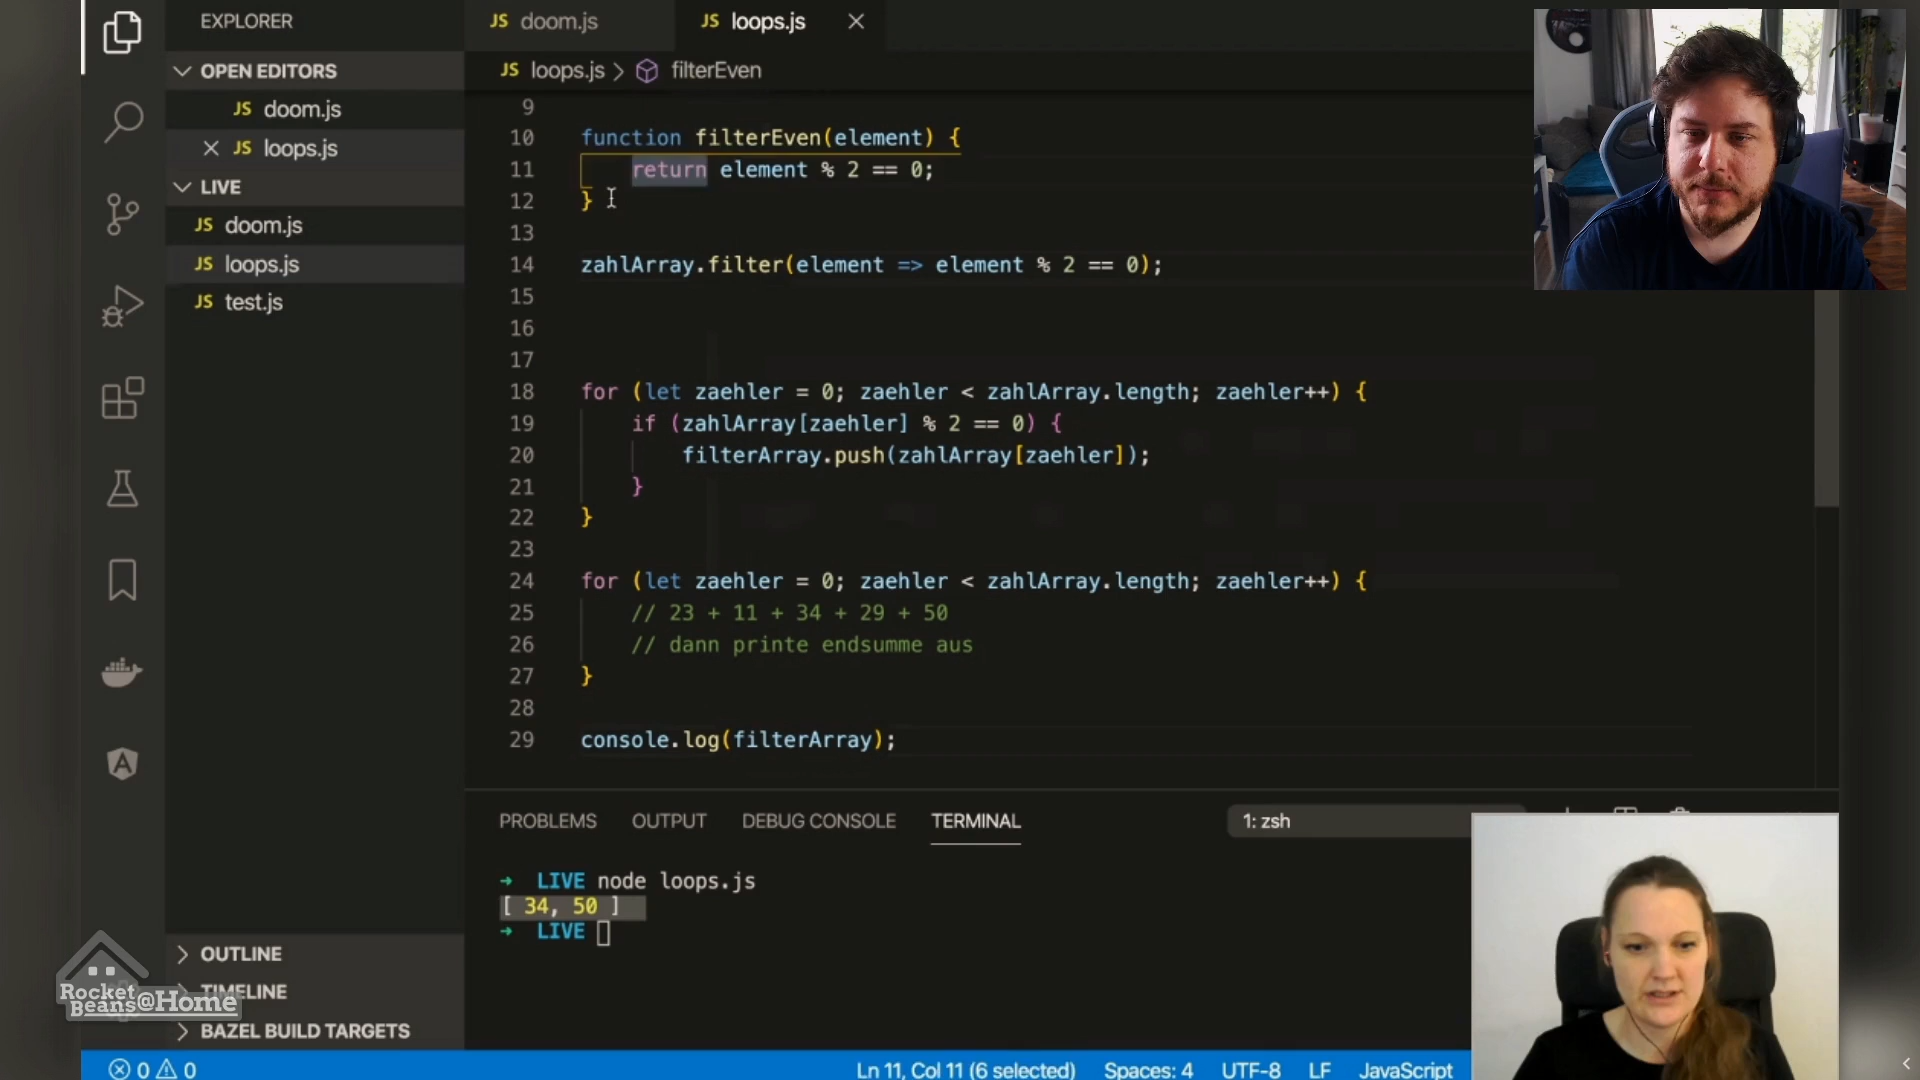 EXPLORER
JS doom.js
JS loops.js
OPEN EDITORS
JS loops.js > filterEven
JS doom.js
JS loops.js
LIVE
JS doom.js
JS loops.js
JS test.js
9
10 function filterEven(element) {
11 return element % 2 == 0;
12 }
13
14 zahlArray.filter(element => element % 2 == 0);
15
16
17
18 for (let zaehler = 0; zaehler < zahlArray.length; zaehler++) {
19 if (zahlArray[zaehler] % 2 == 0) {
20 filterArray.push(zahlArray[zaehler]);
21 }
22 }
23
24 for (let zaehler = 0; zaehler < zahlArray.length; zaehler++) {
25 // 23 + 11 + 34 + 29 + 50
26 // dann printe endsumme aus
27 }
28
29 console.log(filterArray);
PROBLEMS OUTPUT DEBUG CONSOLE TERMINAL 1: zsh
➜ LIVE node loops.js
[ 34, 50 ]
➜ LIVE
OUTLINE
TIMELINE
BAZEL BUILD TARGETS
Rocket
Beans@Home
0 0 Ln 11, Col 11 (6 selected) Spaces: 4 UTF-8 LF JavaScript